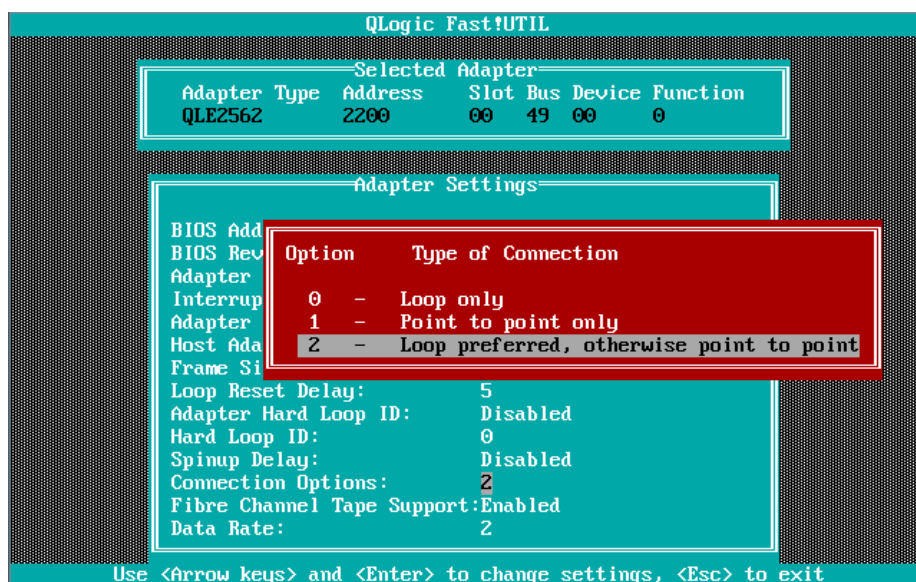 QLogic Fast!UTIL
Selected Adapter
Adapter Type Address Slot Bus Device Function
QLE2562 2200 00 49 00 0
Adapter Settings
BIOS Add
BIOS Rev
Adapter
Interrup
Adapter
Host Ada
Frame Si
Option Type of Connection
0 - Loop only
1 - Point to point only
2 - Loop preferred, otherwise point to point
Loop Reset Delay: 5
Adapter Hard Loop ID: Disabled
Hard Loop ID: 0
Spinup Delay: Disabled
Connection Options: 2
Fibre Channel Tape Support:Enabled
Data Rate: 2
Use <Arrow keys> and <Enter> to change settings, <Esc> to exit